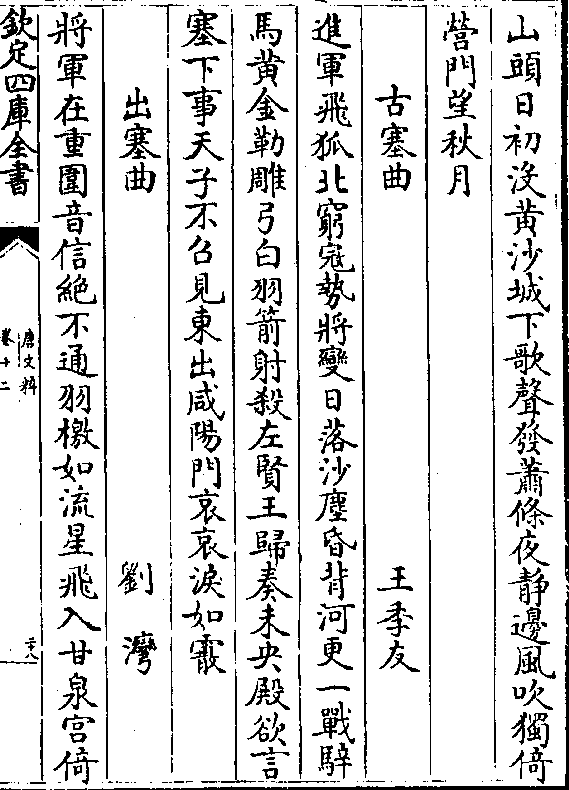 山頭日初沒黄沙城下歌聲發蕭條夜靜邊風吹獨倚
營門望秋月
古塞曲 王季友
進軍飛狐北窮冦勢將變日落沙塵昏背河更一戰騂
馬黄金勒雕弓白羽箭射殺左賢王歸奏未央殿欲言
塞下事天子不召見東出咸陽門哀哀淚如霰
出塞曲 劉灣
將軍在重圍音信絶不通羽檄如流星飛入甘泉宫倚
欽定四庫全書
唐文粹
卷十二
二十八